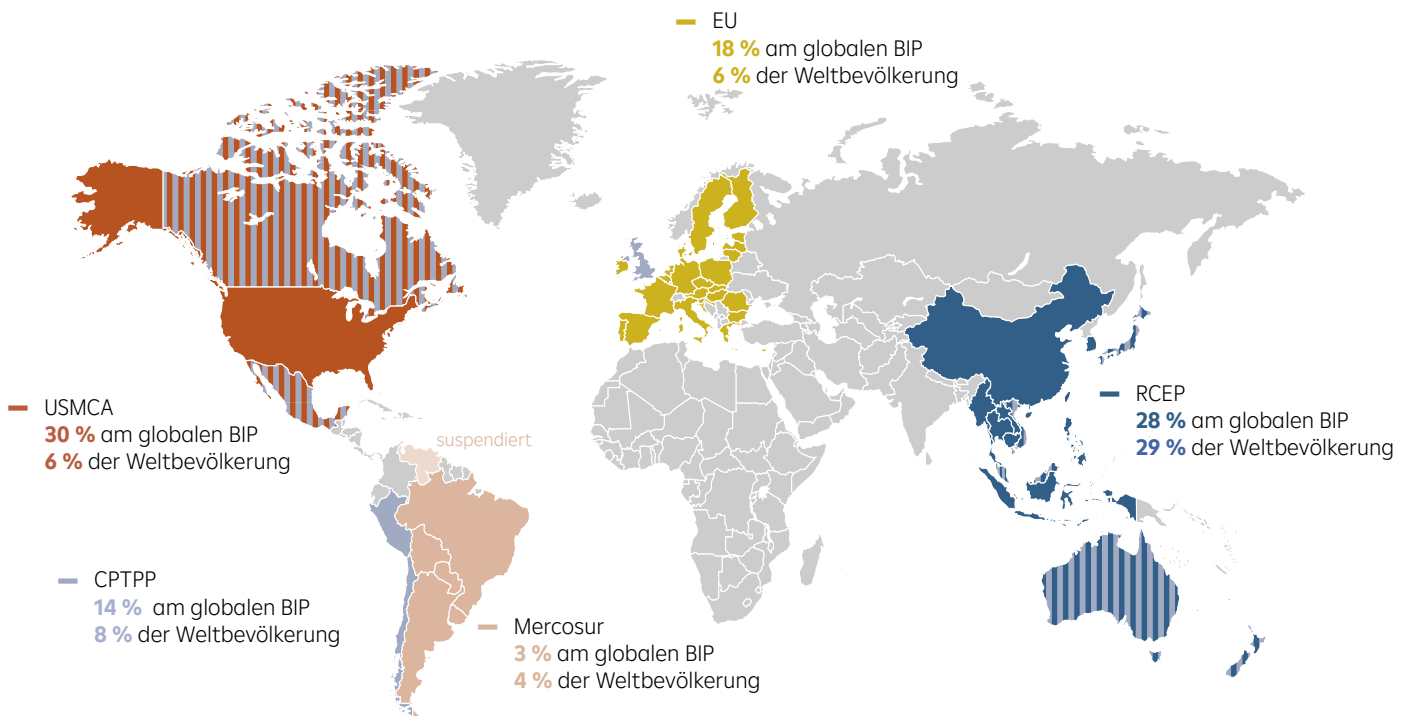 EU
18 % am globalen BIP
6 % der Weltbevölkerung
USMCA
30 % am globalen BIP
6 % der Weltbevölkerung
suspendiert
RCEP
28 % am globalen BIP
29 % der Weltbevölkerung
CPTPP
14 % am globalen BIP
8 % der Weltbevölkerung
Mercosur
3 % am globalen BIP
4 % der Weltbevölkerung